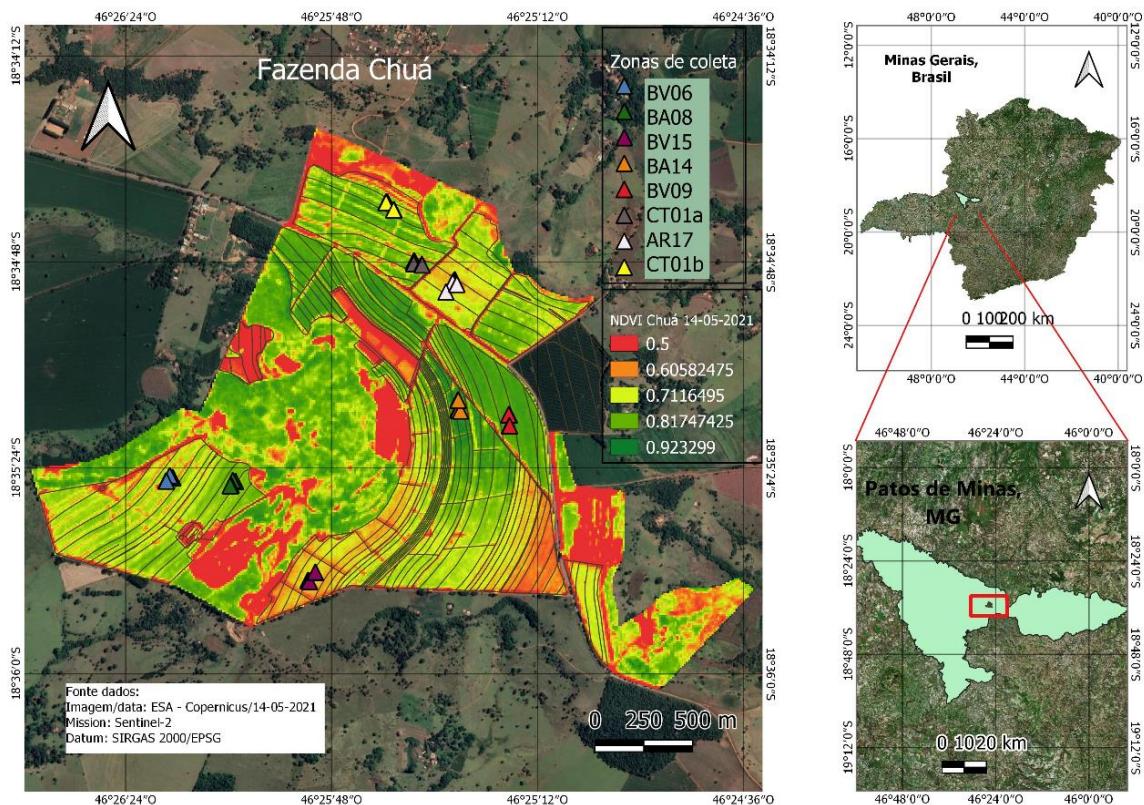 46°26'24"O 46°25'48"O 46°25'12"O 46°24'36"O
Fazenda Chuá
18°34'12"S 18°34'12"S
18°34'48"S 18°34'48"S
18°35'24"S 18°35'24"S
18°36'0"S 18°36'0"S
Zonas de coleta
BV06
BA08
BV15
BA14
BV09
CT01a
AR17
CT01b
NDVI Chuá 14-05-2021
0.5
0.60582475
0.7116495
0.81747425
0.923299
Fonte dados:
Imagem/data: ESA - Copernicus/14-05-2021
Mission: Sentinel-2
Datum: SIRGAS 2000/EPSG
0 250 500 m
46°26'24"O 46°25'48"O 46°25'12"O 46°24'36"O
48°0'0"O 44°0'0"O 40°0'0"O
Minas Gerais,
Brasil
12°0'0"S 12°0'0"S
16°0'0"S 16°0'0"S
20°0'0"S 20°0'0"S
24°0'0"S 24°0'0"S
0 100200 km
48°0'0"O 44°0'0"O 40°0'0"O
46°48'0"O 46°24'0"O 46°0'0"O
Patos de Minas,
MG
18°0'0"S 18°0'0"S
18°24'0"S 18°24'0"S
18°48'0"S 18°48'0"S
19°12'0"S 19°12'0"S
0 1020 km
46°48'0"O 46°24'0"O 46°0'0"O